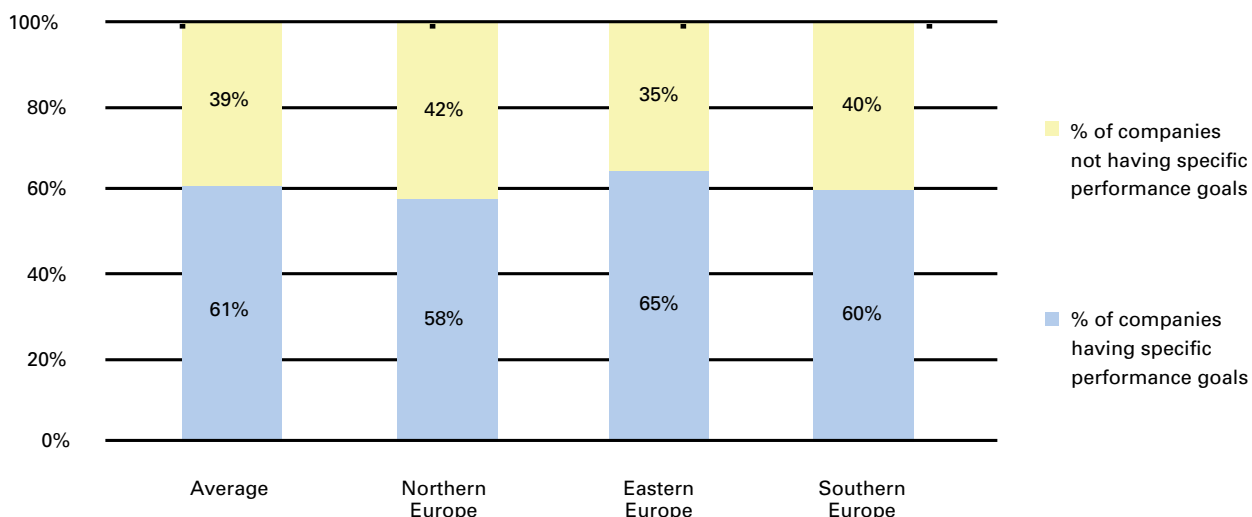 100%
80%
60%
40%
20%
0%
39%
42%
35%
40%
61%
58%
65%
60%
Average
Northern
Europe
Eastern
Europe
Southern
Europe
% of companies
not having specific
performance goals
% of companies
having specific
performance goals